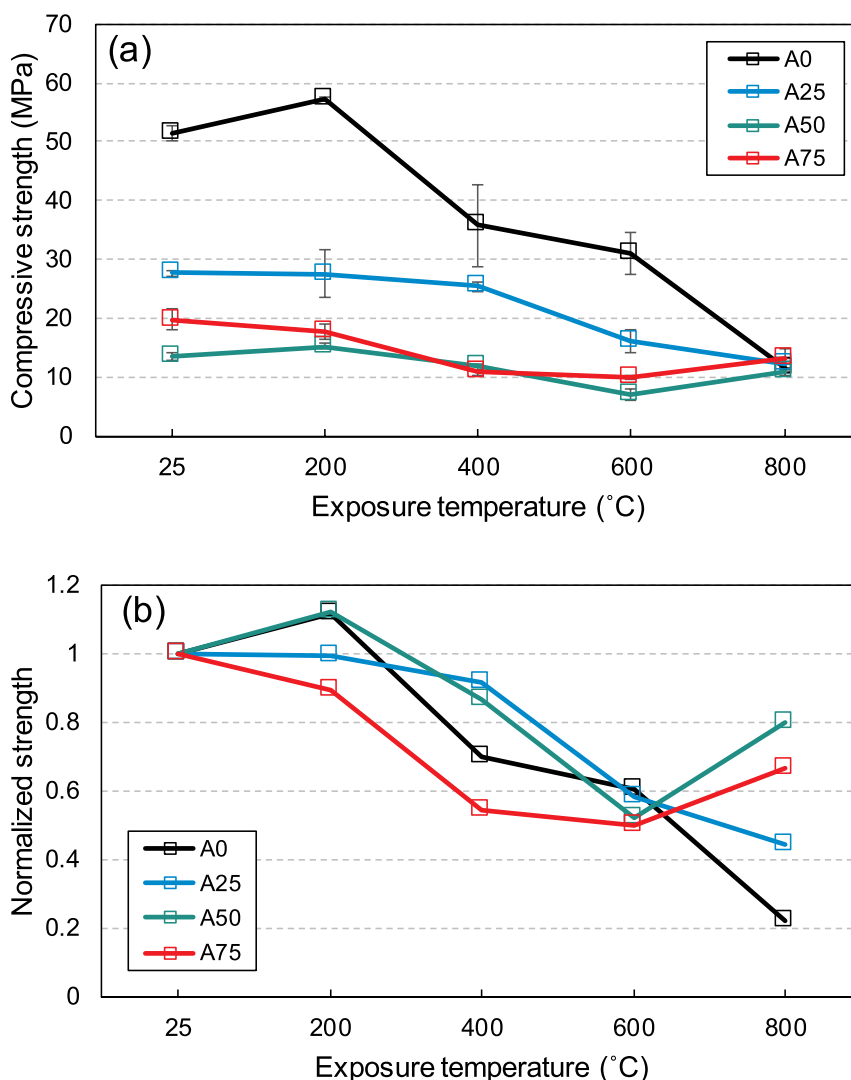 (a)
Compressive strength (MPa)
70
60
50
40
30
20
10
0
A0
A25
A50
A75
25 200 400 600 800
Exposure temperature (˚C)
(b)
Normalized strength
1.2
1
0.8
0.6
0.4
0.2
0
A0
A25
A50
A75
25 200 400 600 800
Exposure temperature (˚C)